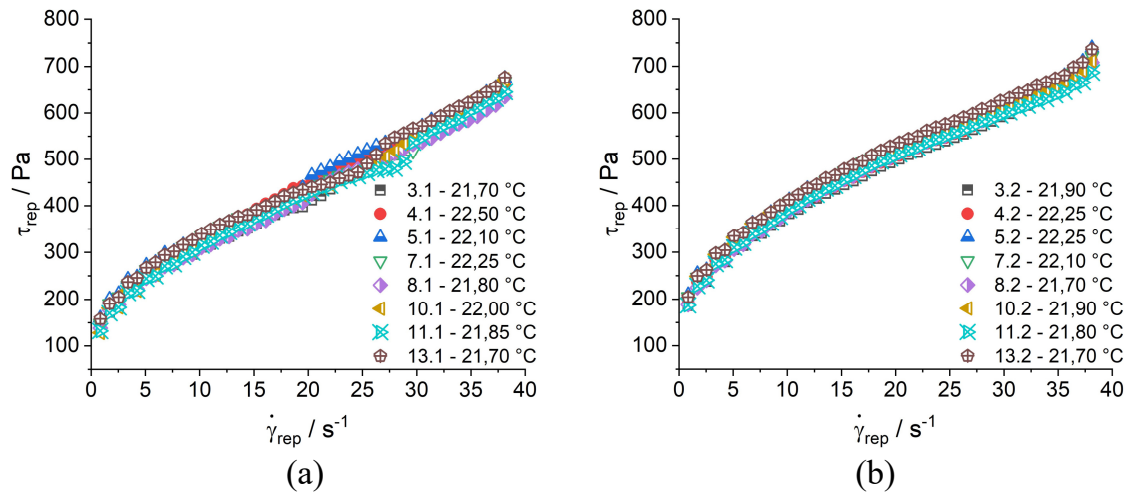 800
700
600
500
400
300
200
100
τrep / Pa
3.1 - 21,70 °C
4.1 - 22,50 °C
5.1 - 22,10 °C
7.1 - 22,25 °C
8.1 - 21,80 °C
10.1 - 22,00 °C
11.1 - 21,85 °C
13.1 - 21,70 °C
0 5 10 15 20 25 30 35 40
γ̇rep / s-1
(a)
800
700
600
500
400
300
200
100
τrep / Pa
3.2 - 21,90 °C
4.2 - 22,25 °C
5.2 - 22,25 °C
7.2 - 22,10 °C
8.2 - 21,70 °C
10.2 - 21,90 °C
11.2 - 21,80 °C
13.2 - 21,70 °C
0 5 10 15 20 25 30 35 40
γ̇rep / s-1
(b)